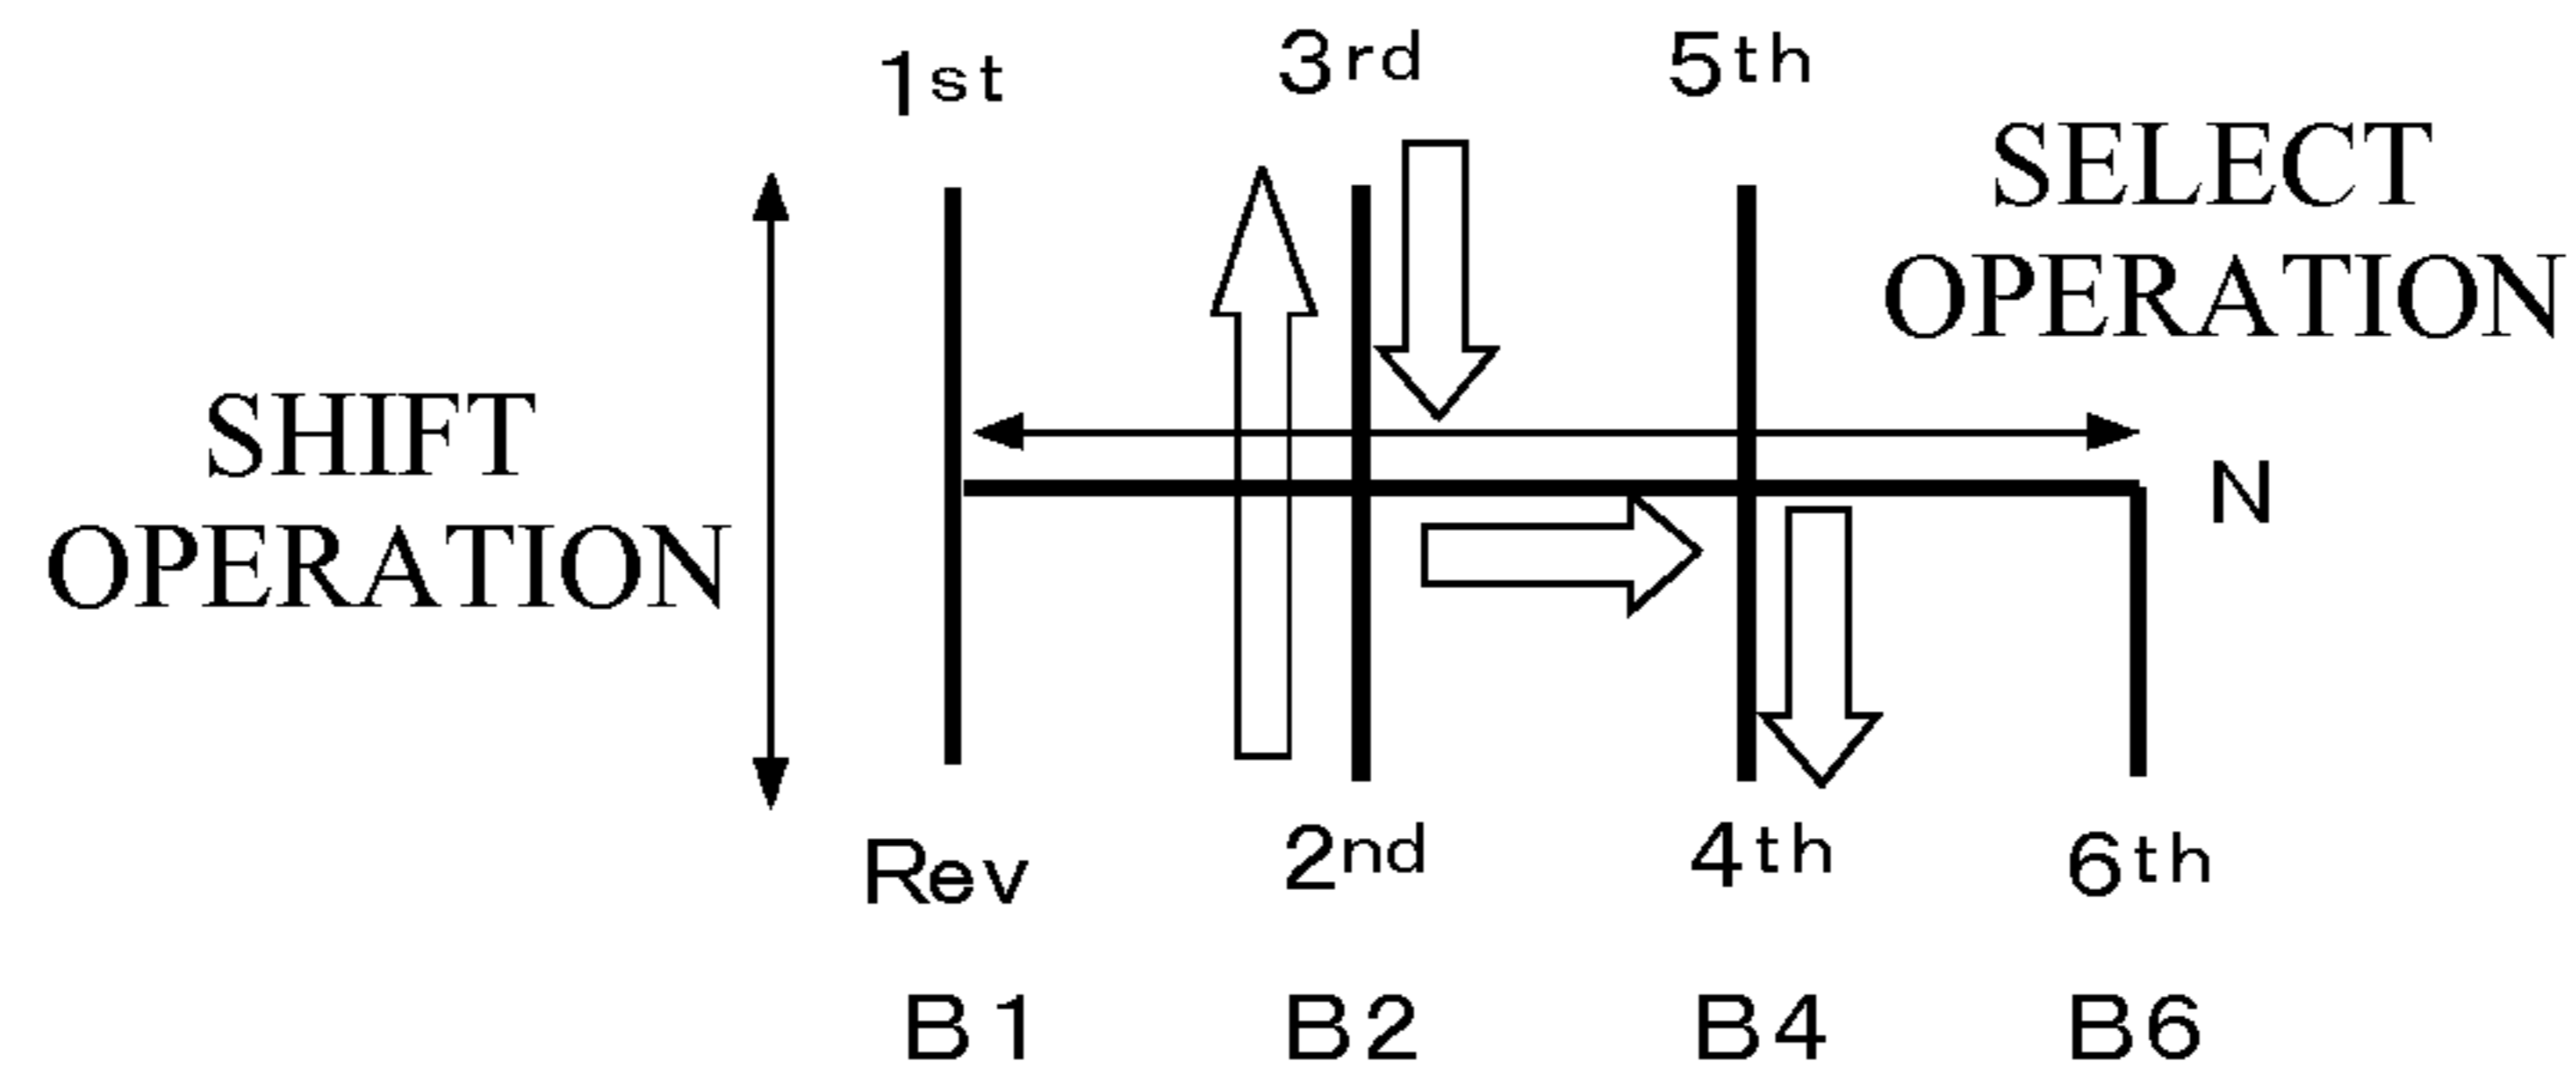 1st 3rd 5th
SELECT
OPERATION
SHIFT
OPERATION
N
Rev 2nd 4th 6th
B1 B2 B4 B6